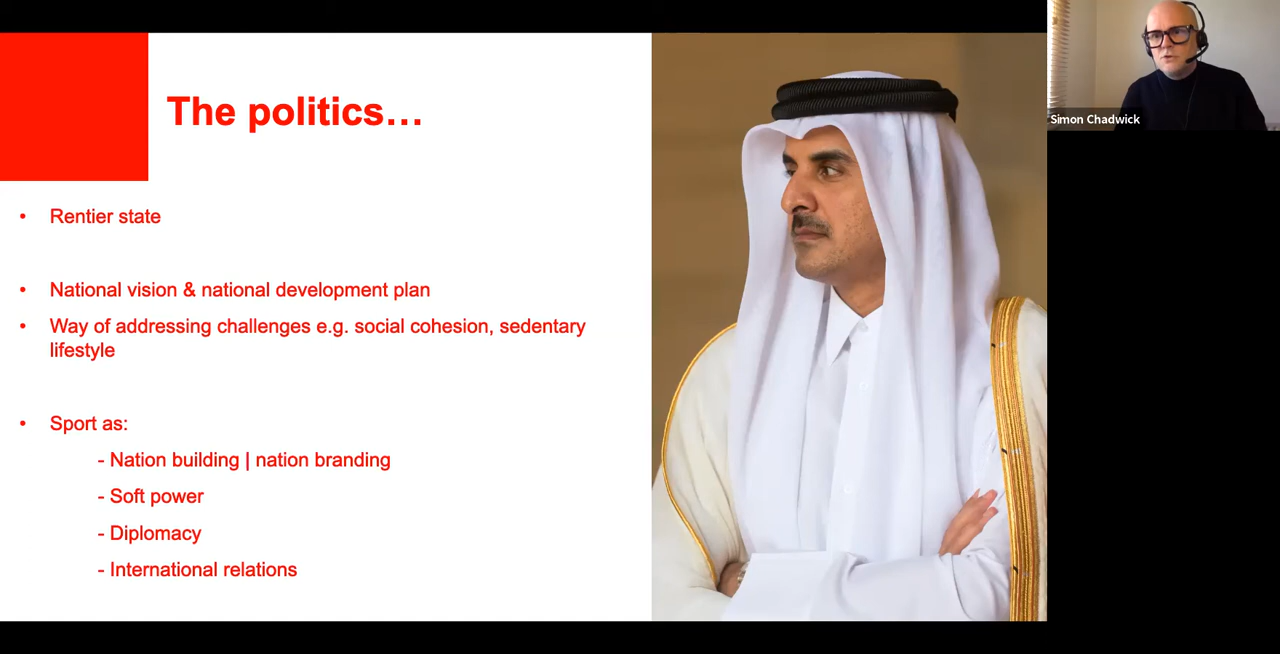 The politics…
• Rentier state
• National vision & national development plan
• Way of addressing challenges e.g. social cohesion, sedentary
lifestyle
• Sport as:
- Nation building | nation branding
- Soft power
- Diplomacy
- International relations
Simon Chadwick